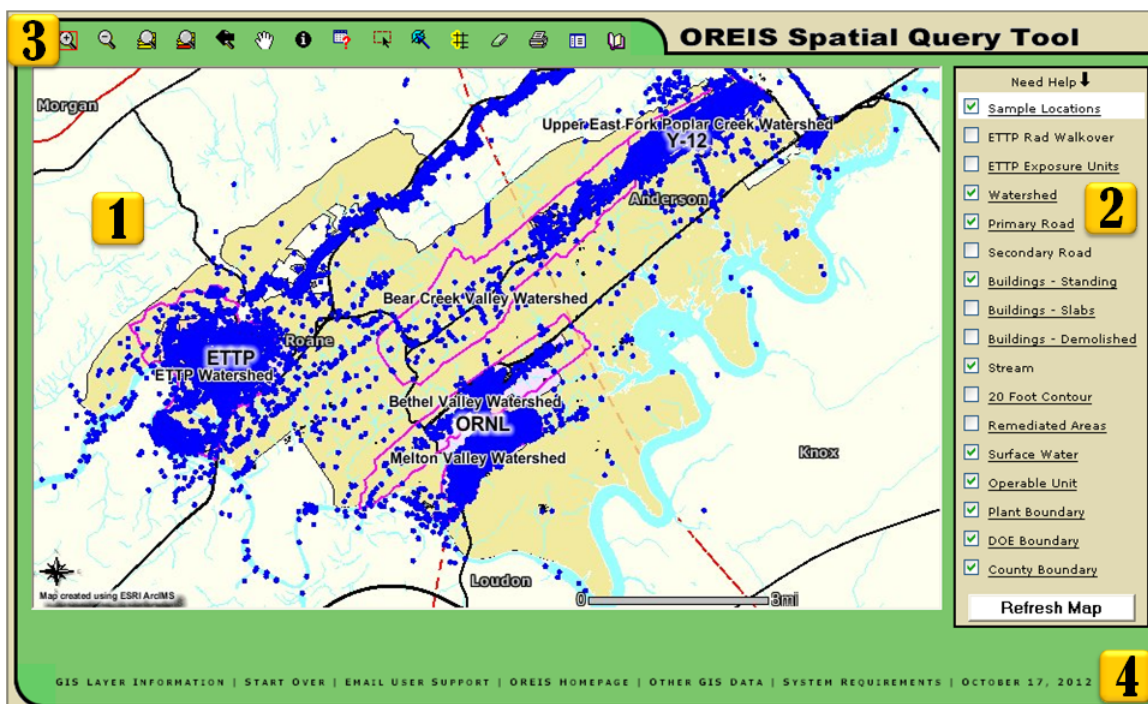 3
OREIS Spatial Query Tool
Morgan
Upper East Fork Poplar Creek Watershed
Y-12
Anderson
Bear Creek Valley Watershed
Roane
ETTP
ETTP Watershed
Bethel Valley Watershed
ORNL
Melton Valley Watershed
Knox
Loudon
Map created using ESRI ArcIMS
0 3mi
1
Need Help
Sample Locations
ETTP Rad Walkover
ETTP Exposure Units
Watershed
2
Primary Road
Secondary Road
Buildings - Standing
Buildings - Slabs
Buildings - Demolished
Stream
20 Foot Contour
Remediated Areas
Surface Water
Operable Unit
Plant Boundary
DOE Boundary
County Boundary
Refresh Map
4
GIS LAYER INFORMATION | START OVER | EMAIL USER SUPPORT | OREIS HOMEPAGE | OTHER GIS DATA | SYSTEM REQUIREMENTS | OCTOBER 17, 2012